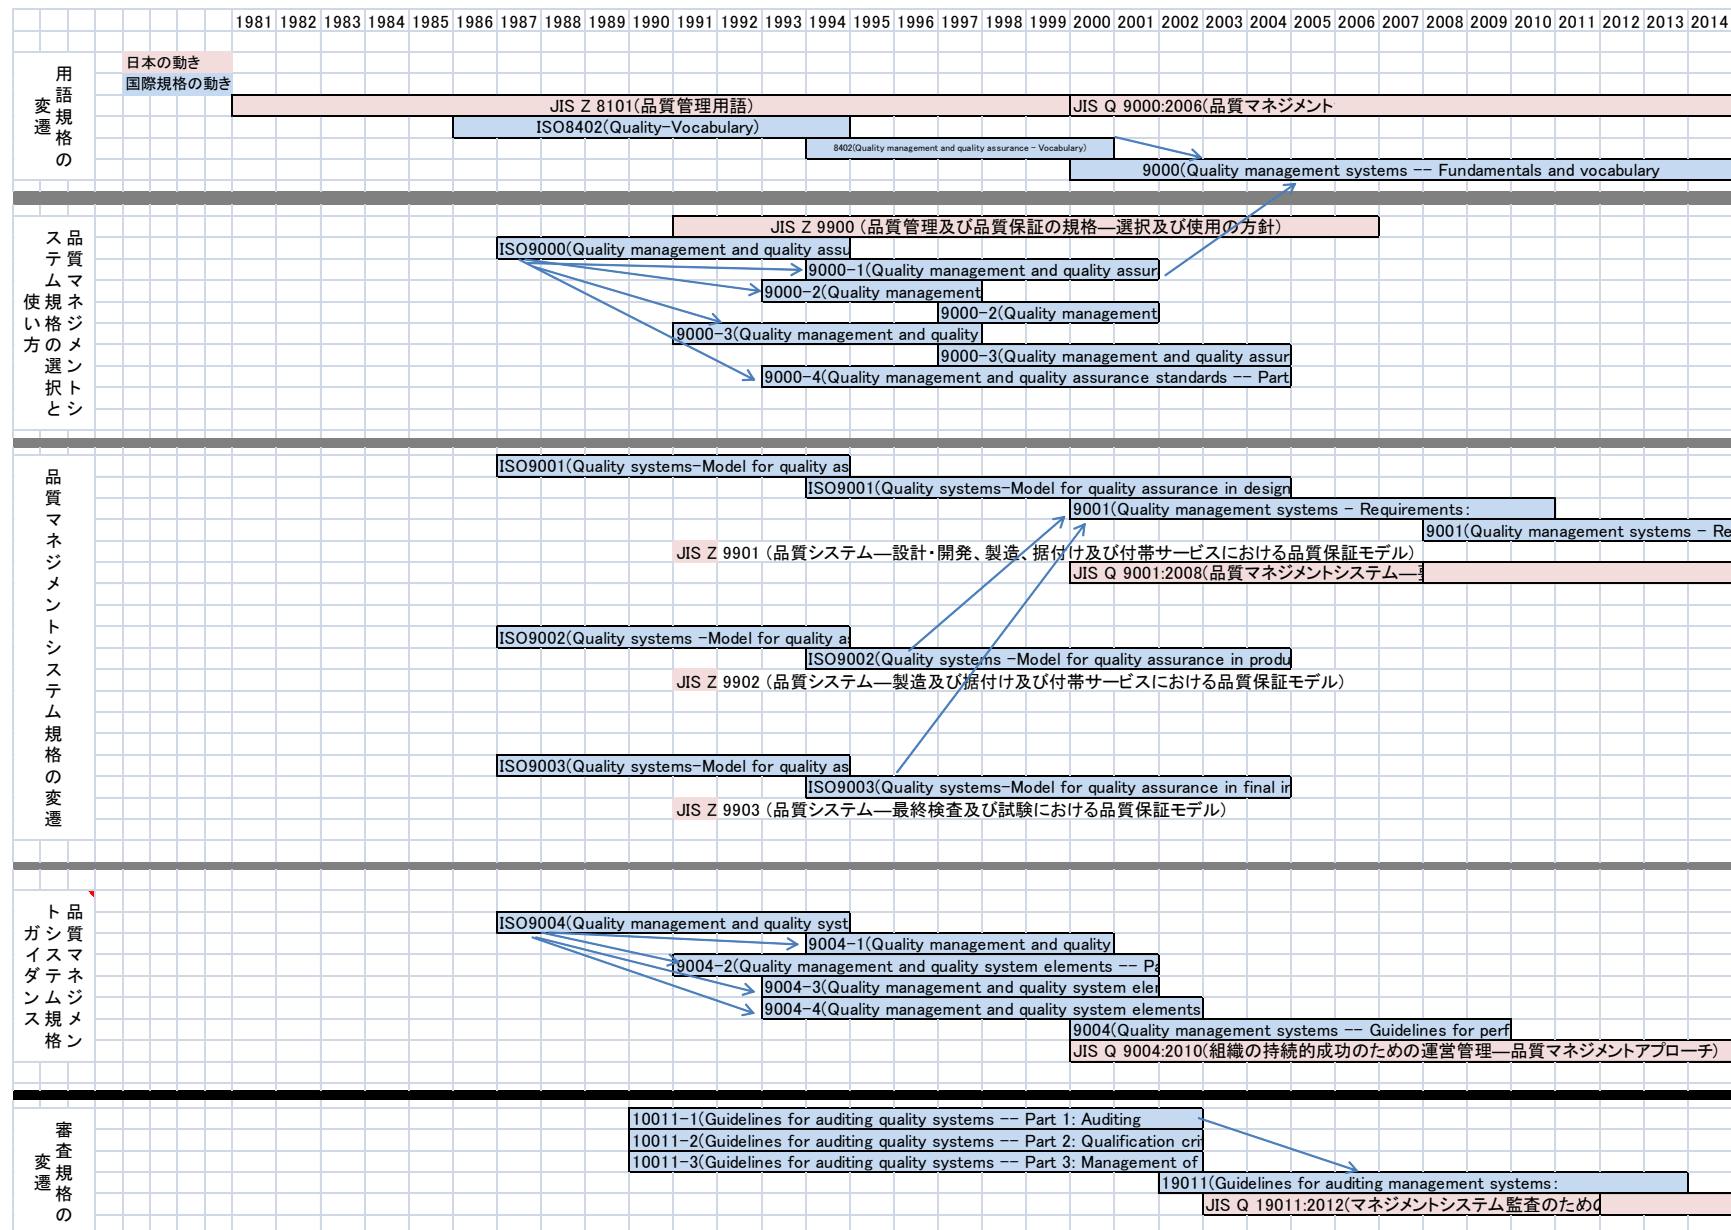 1981 1982 1983 1984 1985 1986 1987 1988 1989 1990 1991 1992 1993 1994 1995 1996 1997 1998 1999 2000 2001 2002 2003 2004 2005 2006 2007 2008 2009 2010 2011 2012 2013 2014
用語規格の変遷
日本の動き
国際規格の動き
JIS Z 8101(品質管理用語)
JIS Q 9000:2006(品質マネジメント
ISO8402(Quality-Vocabulary)
8402(Quality management and quality assurance - Vocabulary)
9000(Quality management systems -- Fundamentals and vocabulary
品質マネジメントシステム規格の選択と使い方
JIS Z 9900 (品質管理及び品質保証の規格―選択及び使用の方針)
ISO9000(Quality management and quality assu
9000-1(Quality management and quality assur
9000-2(Quality management
9000-2(Quality management
9000-3(Quality management and quality
9000-3(Quality management and quality assur
9000-4(Quality management and quality assurance standards -- Part
品質マネジメントシステム規格の変遷
ISO9001(Quality systems-Model for quality as
ISO9001(Quality systems-Model for quality assurance in design
9001(Quality management systems - Requirements:
9001(Quality management systems - Re
JIS Z 9901 (品質システム―設計・開発、製造、据付け及び付帯サービスにおける品質保証モデル)
JIS Q 9001:2008(品質マネジメントシステム―
ISO9002(Quality systems -Model for quality a
ISO9002(Quality systems -Model for quality assurance in produ
JIS Z 9902 (品質システム―製造及び据付け及び付帯サービスにおける品質保証モデル)
ISO9003(Quality systems-Model for quality as
ISO9003(Quality systems-Model for quality assurance in final in
JIS Z 9903 (品質システム―最終検査及び試験における品質保証モデル)
品質マネジメントシステム規格ガイダンス
ISO9004(Quality management and quality syst
9004-1(Quality management and quality
9004-2(Quality management and quality system elements -- Pa
9004-3(Quality management and quality system eler
9004-4(Quality management and quality system elements
9004(Quality management systems -- Guidelines for perf
JIS Q 9004:2010(組織の持続的成功のための運営管理―品質マネジメントアプローチ)
審査規格の変遷
10011-1(Guidelines for auditing quality systems -- Part 1: Auditing
10011-2(Guidelines for auditing quality systems -- Part 2: Qualification crit
10011-3(Guidelines for auditing quality systems -- Part 3: Management of
19011(Guidelines for auditing management systems:
JIS Q 19011:2012(マネジメントシステム監査のための